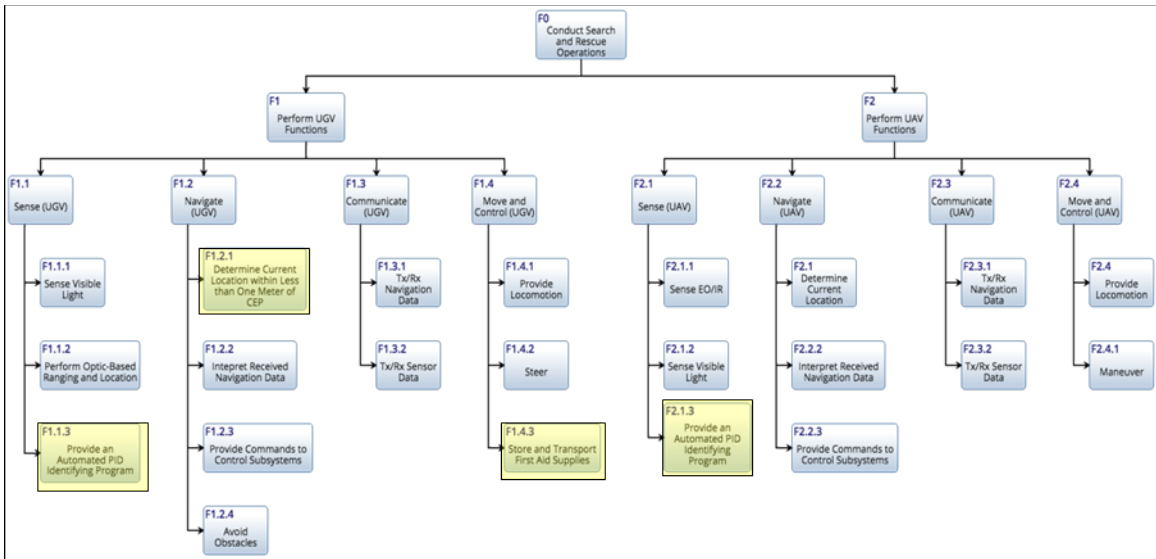 F0
Conduct Search
and Rescue
Operations
F1
Perform UGV
Functions
F2
Perform UAV
Functions
F1.1
Sense (UGV)
F1.2
Navigate
(UGV)
F1.3
Communicate
(UGV)
F1.4
Move and
Control (UGV)
F2.1
Sense (UAV)
F2.2
Navigate
(UAV)
F2.3
Communicate
(UAV)
F2.4
Move and
Control (UAV)
F1.1.1
Sense Visible
Light
F1.2.1
Determine Current
Location within Less
than One Meter of
CEP
F1.3.1
Tx/Rx
Navigation
Data
F1.4.1
Provide
Locomotion
F2.1.1
Sense EO/IR
F2.1
Determine
Current
Location
F2.3.1
Tx/Rx
Navigation
Data
F2.4
Provide
Locomotion
F1.1.2
Perform Optic-Based
Ranging and Location
F1.2.2
Intepret Received
Navigation Data
F1.3.2
Tx/Rx Sensor
Data
F1.4.2
Steer
F2.1.2
Sense Visible
Light
F2.2.2
Interpret Received
Navigation Data
F2.3.2
Tx/Rx Sensor
Data
F2.4.1
Maneuver
F1.1.3
Provide an
Automated PID
Identifying Program
F1.2.3
Provide Commands to
Control Subsystems
F1.4.3
Store and Transport
First Aid Supplies
F2.1.3
Provide an
Automated PID
Identifying
Program
F2.2.3
Provide Commands to
Control Subsystems
F1.2.4
Avoid
Obstacles